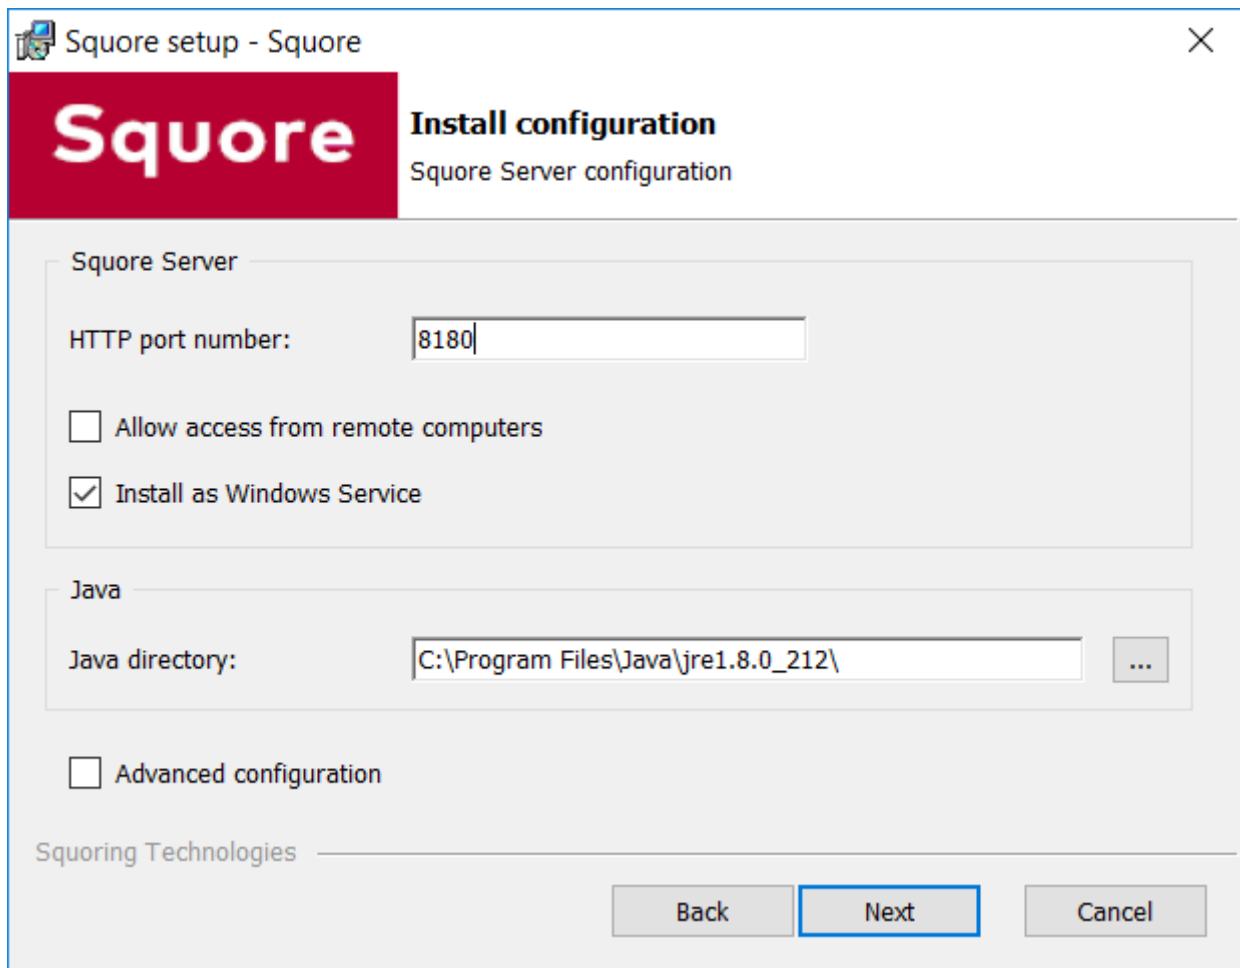 Squore setup - Squore
Squore
Install configuration
Squore Server configuration
Squore Server
HTTP port number: 8180
Allow access from remote computers
Install as Windows Service
Java
Java directory: C:\Program Files\Java\jre1.8.0_212\ ...
Advanced configuration
Squoring Technologies
Back Next Cancel